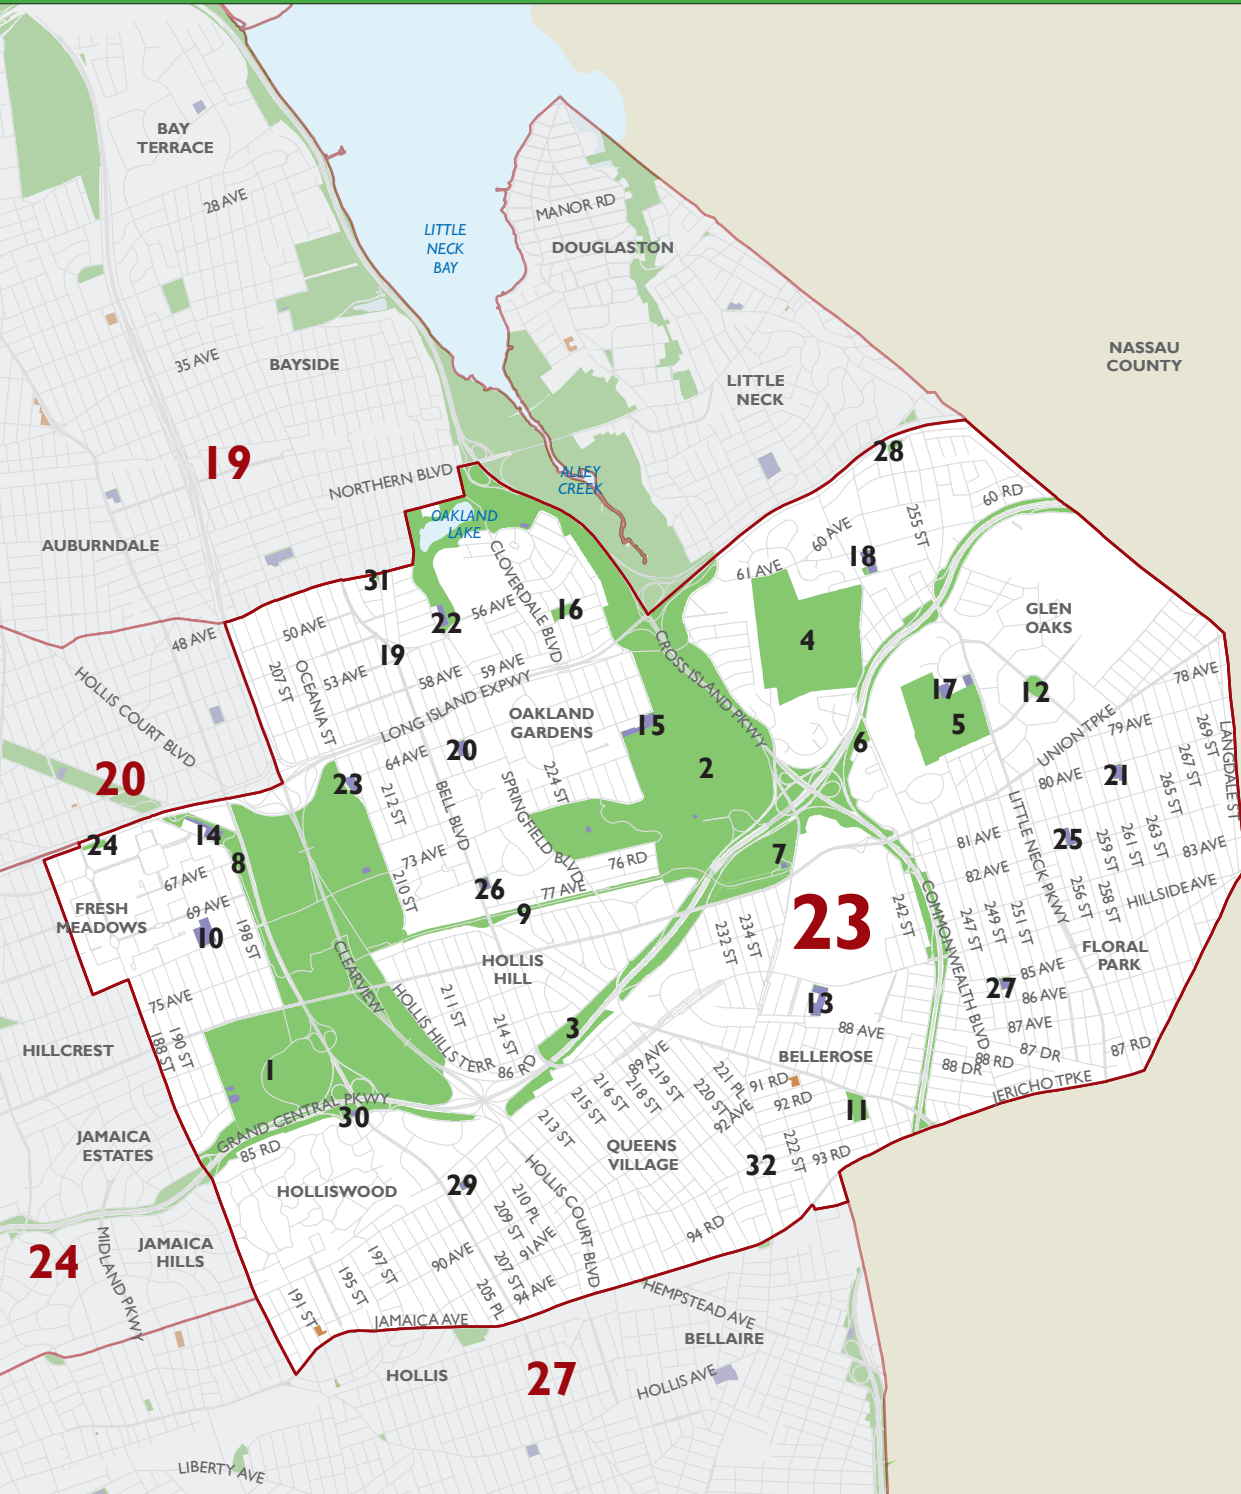 BAY
TERRACE
28 AVE
MANOR RD
DOUGLASTON
LITTLE
NECK
BAY
35 AVE
BAYSIDE
LITTLE
NECK
NASSAU
COUNTY
19
NORTHERN BLVD
28
ALLEY
CREEK
OAKLAND
LAKE
60 RD
255 ST
60 AVE
AUBURNDALE
18
61 AVE
CLOVERDALE BLVD
31
56 AVE
16
22
4
GLEN
OAKS
48 AVE
50 AVE
19
CROSS ISLAND PKWY
HOLLIS COURT BLVD
207 ST
OCEANIA ST
53 AVE
58 AVE
59 AVE
LONG ISLAND EXPWY
OAKLAND
GARDENS
15
17
12
5
78 AVE
UNION TPKE
79 AVE
269 ST
LANGDALE ST
6
64 AVE
20
2
20
23
224 ST
80 AVE
21
267 ST
265 ST
212 ST
BELL BLVD
SPRINGFIELD BLVD
LITTLE NECK PKWY
263 ST
261 ST
259 ST
24
14
8
73 AVE
76 RD
7
81 AVE
25
83 AVE
67 AVE
210 ST
26
77 AVE
82 AVE
256 ST
258 ST
HILLSIDE AVE
69 AVE
FRESH
MEADOWS
9
23
242 ST
COMMONWEALTH BLVD
247 ST
249 ST
251 ST
10
198 ST
CLEARVIEW
232 ST
234 ST
FLORAL
PARK
HOLLIS
HILL
75 AVE
HOLLIS HILLS TERR
211 ST
13
27
85 AVE
86 AVE
188 ST
190 ST
214 ST
3
88 AVE
87 AVE
HILLCREST
1
86 RD
89 AVE
BELLEROSE
88 DR
88 RD
87 DR
87 RD
219 ST
221 PL
91 RD
JERICHO TPKE
GRAND CENTRAL PKWY
216 ST
218 ST
220 ST
92 RD
11
30
215 ST
92 AVE
JAMAICA
ESTATES
85 RD
213 ST
QUEENS
VILLAGE
222 ST
93 RD
32
HOLLISWOOD
29
HOLLIS COURT BLVD
210 PL
209 ST
94 RD
24
JAMAICA
HILLS
MIDLAND PKWY
197 ST
90 AVE
91 AVE
195 ST
207 ST
94 AVE
191 ST
205 PL
JAMAICA AVE
HEMPSTEAD AVE
BELLAIRE
HOLLIS
27
HOLLIS AVE
LIBERTY AVE